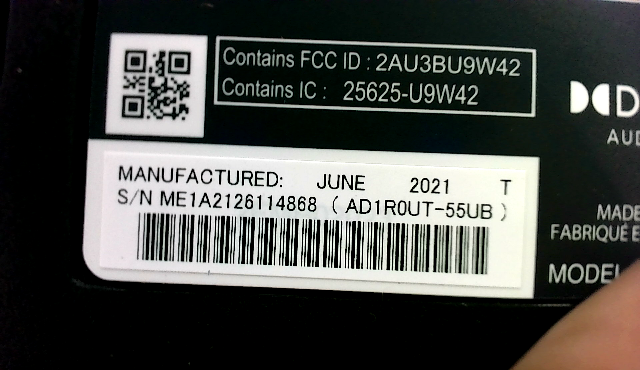 Contains FCC ID : 2AU3BU9W42
Contains IC : 25625-U9W42
MANUFACTURED: JUNE 2021 T
S/N ME1A2126114868 ( AD1R0UT-55UB )
AUD
MADE
FABRIQUÉ E
MODEL